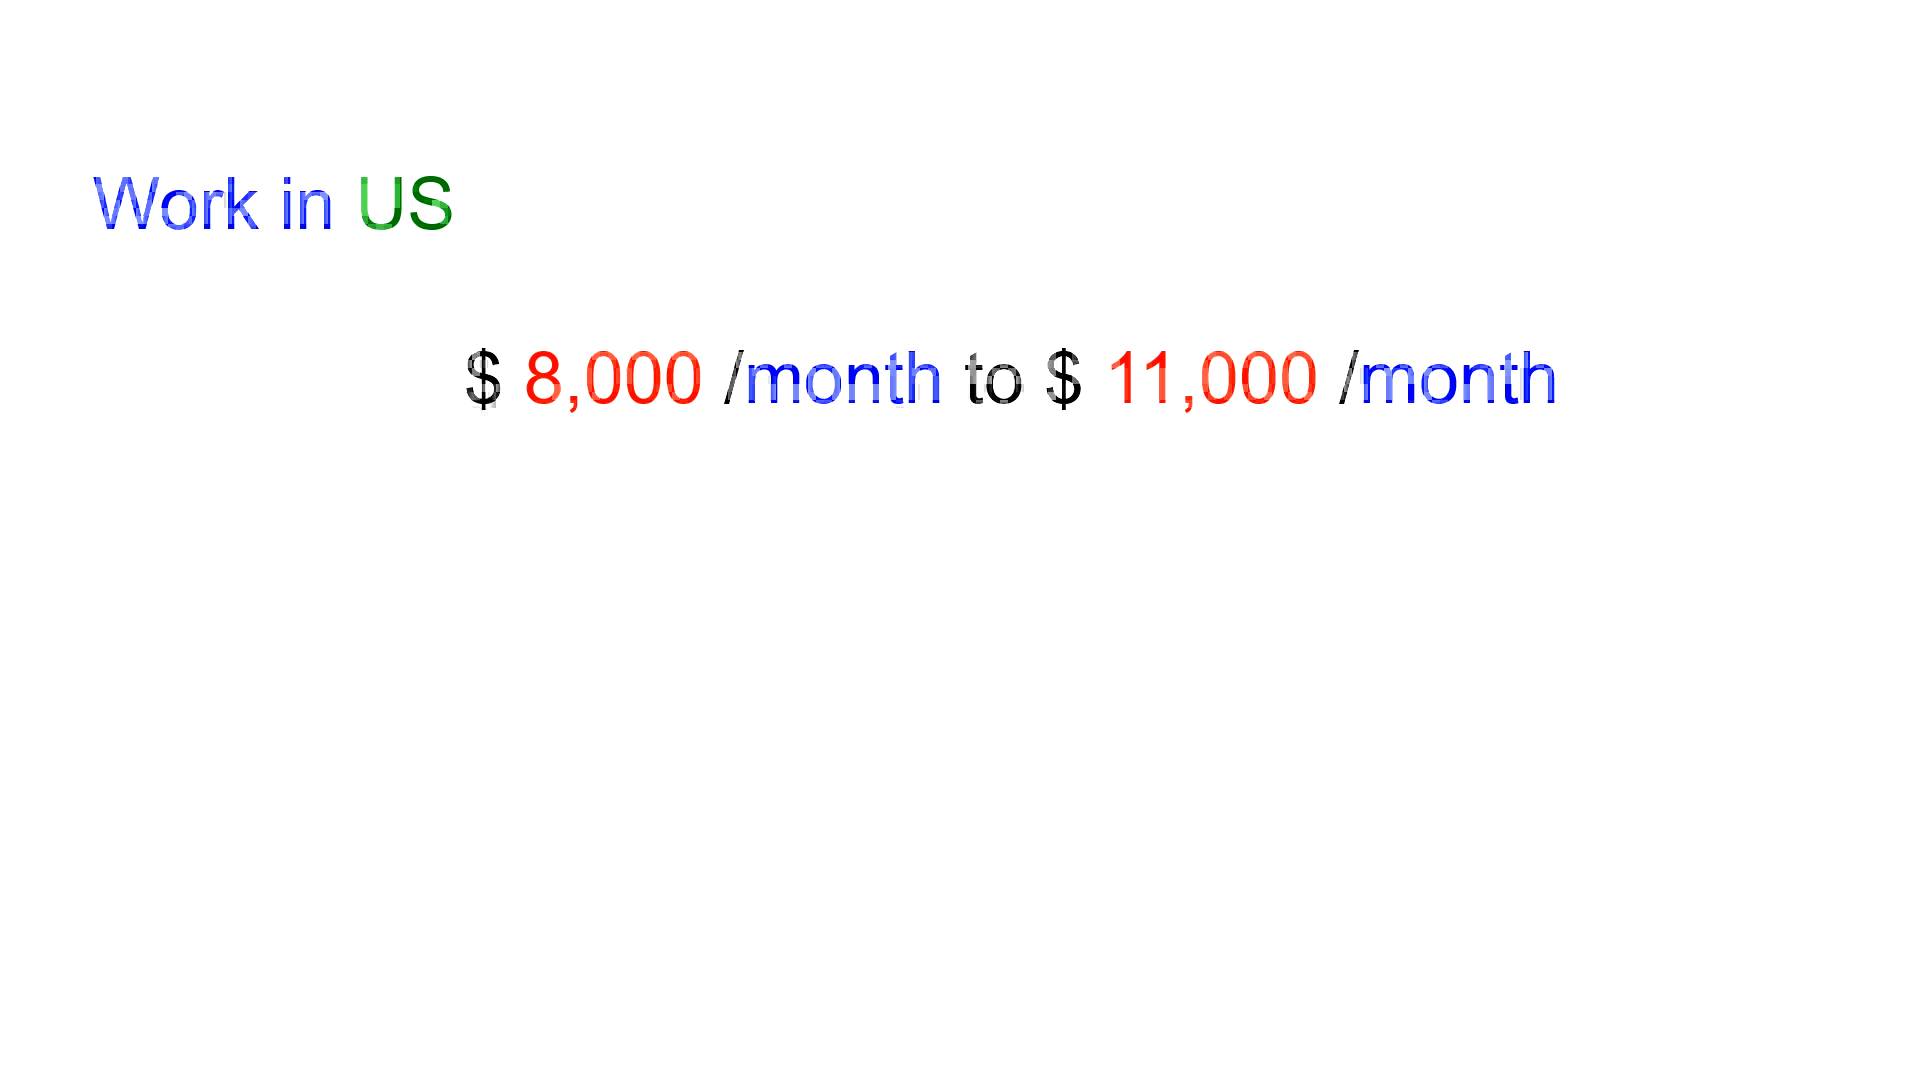 Work in US
$ 8,000 /month to $ 11,000 /month